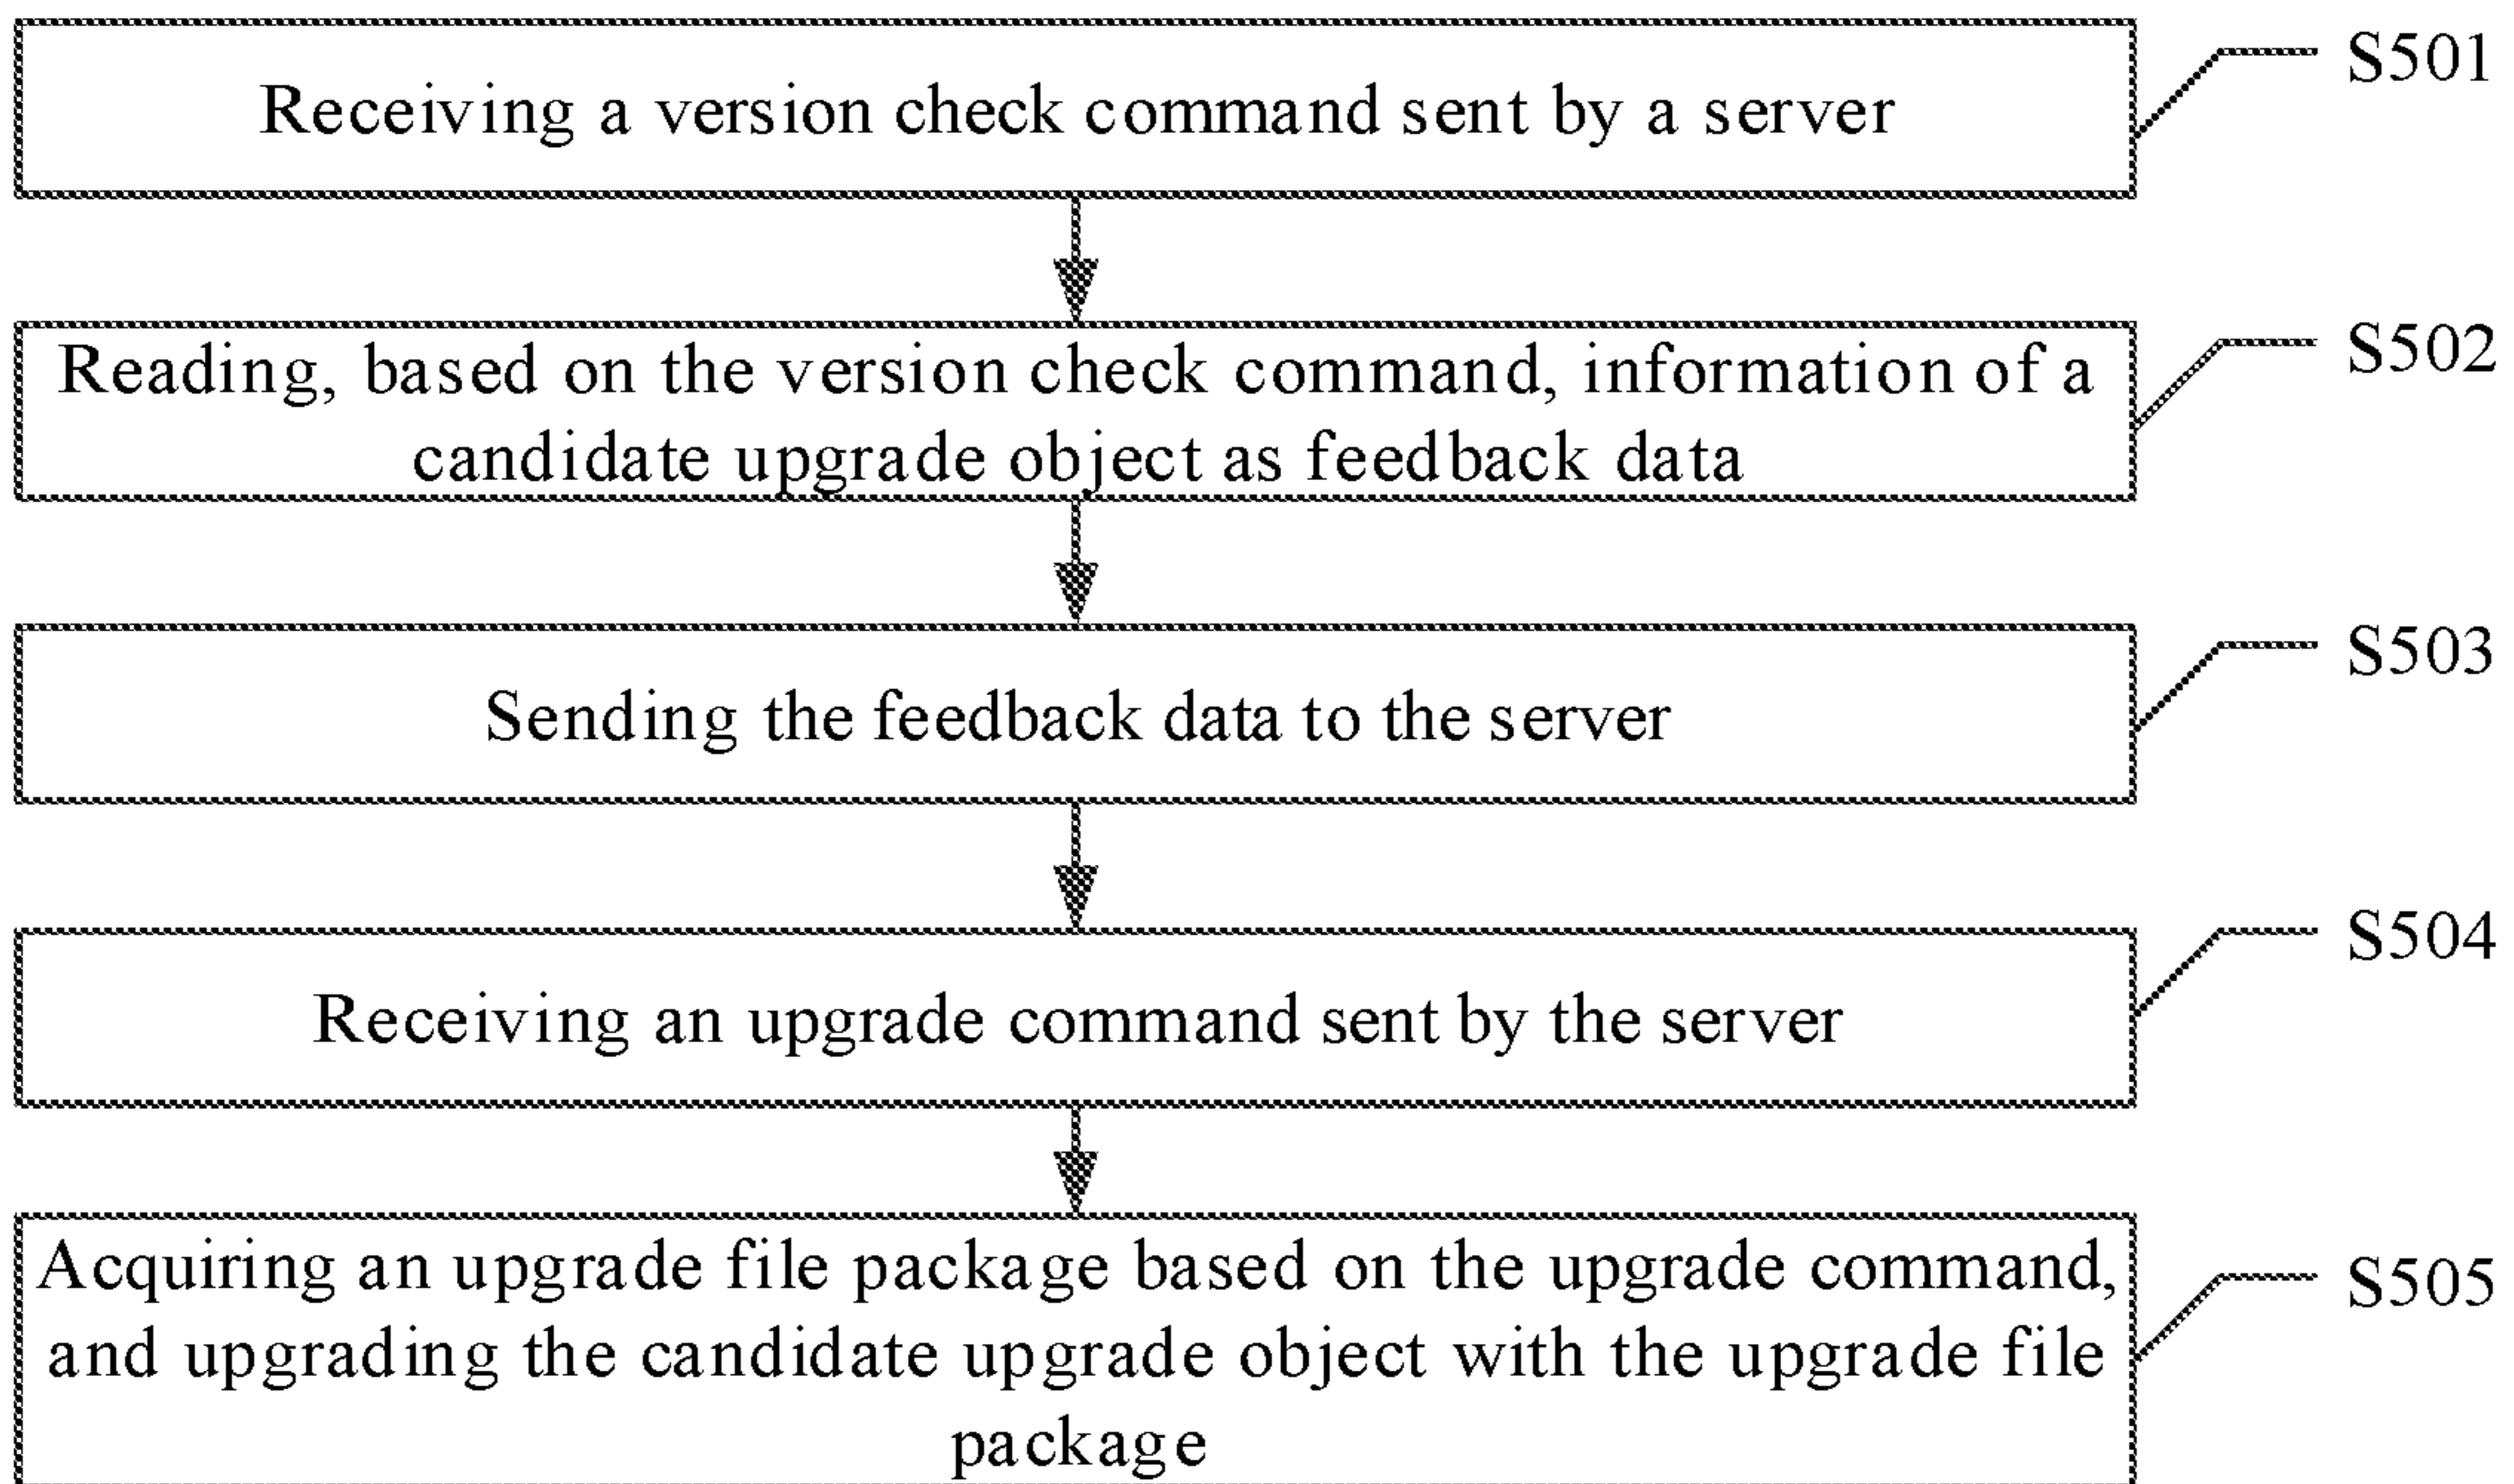 Receiving a version check command sent by a server
S501
Reading, based on the version check command, information of a
candidate upgrade object as feedback data
S502
Sending the feedback data to the server
S503
Receiving an upgrade command sent by the server
S504
Acquiring an upgrade file package based on the upgrade command,
and upgrading the candidate upgrade object with the upgrade file
package
S505